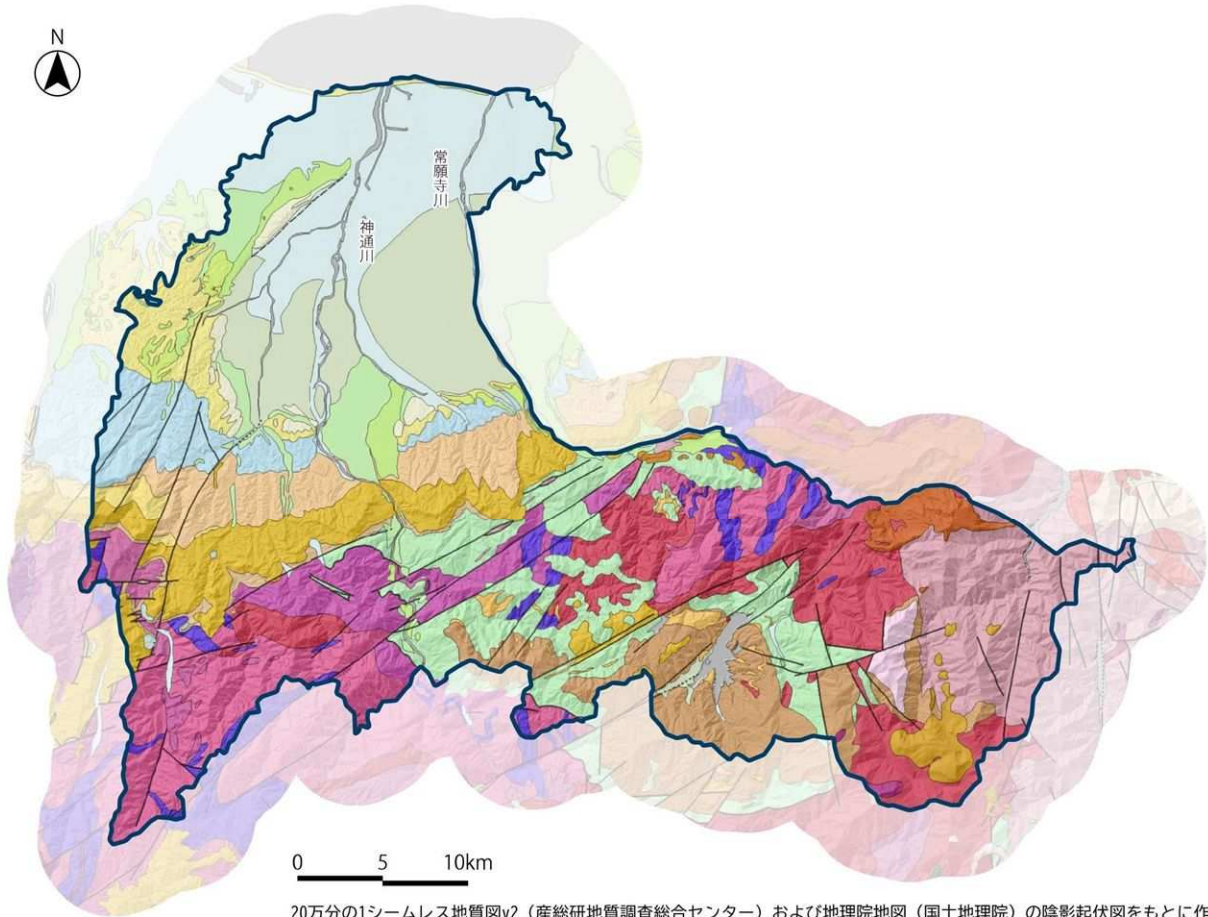 N
常願寺川
神通川
0 5 10km
20万分の1シームレス地質図v2（産総研地質調査総合センター）および地理院地図（国土地理院）の陰影起伏図をもとに作